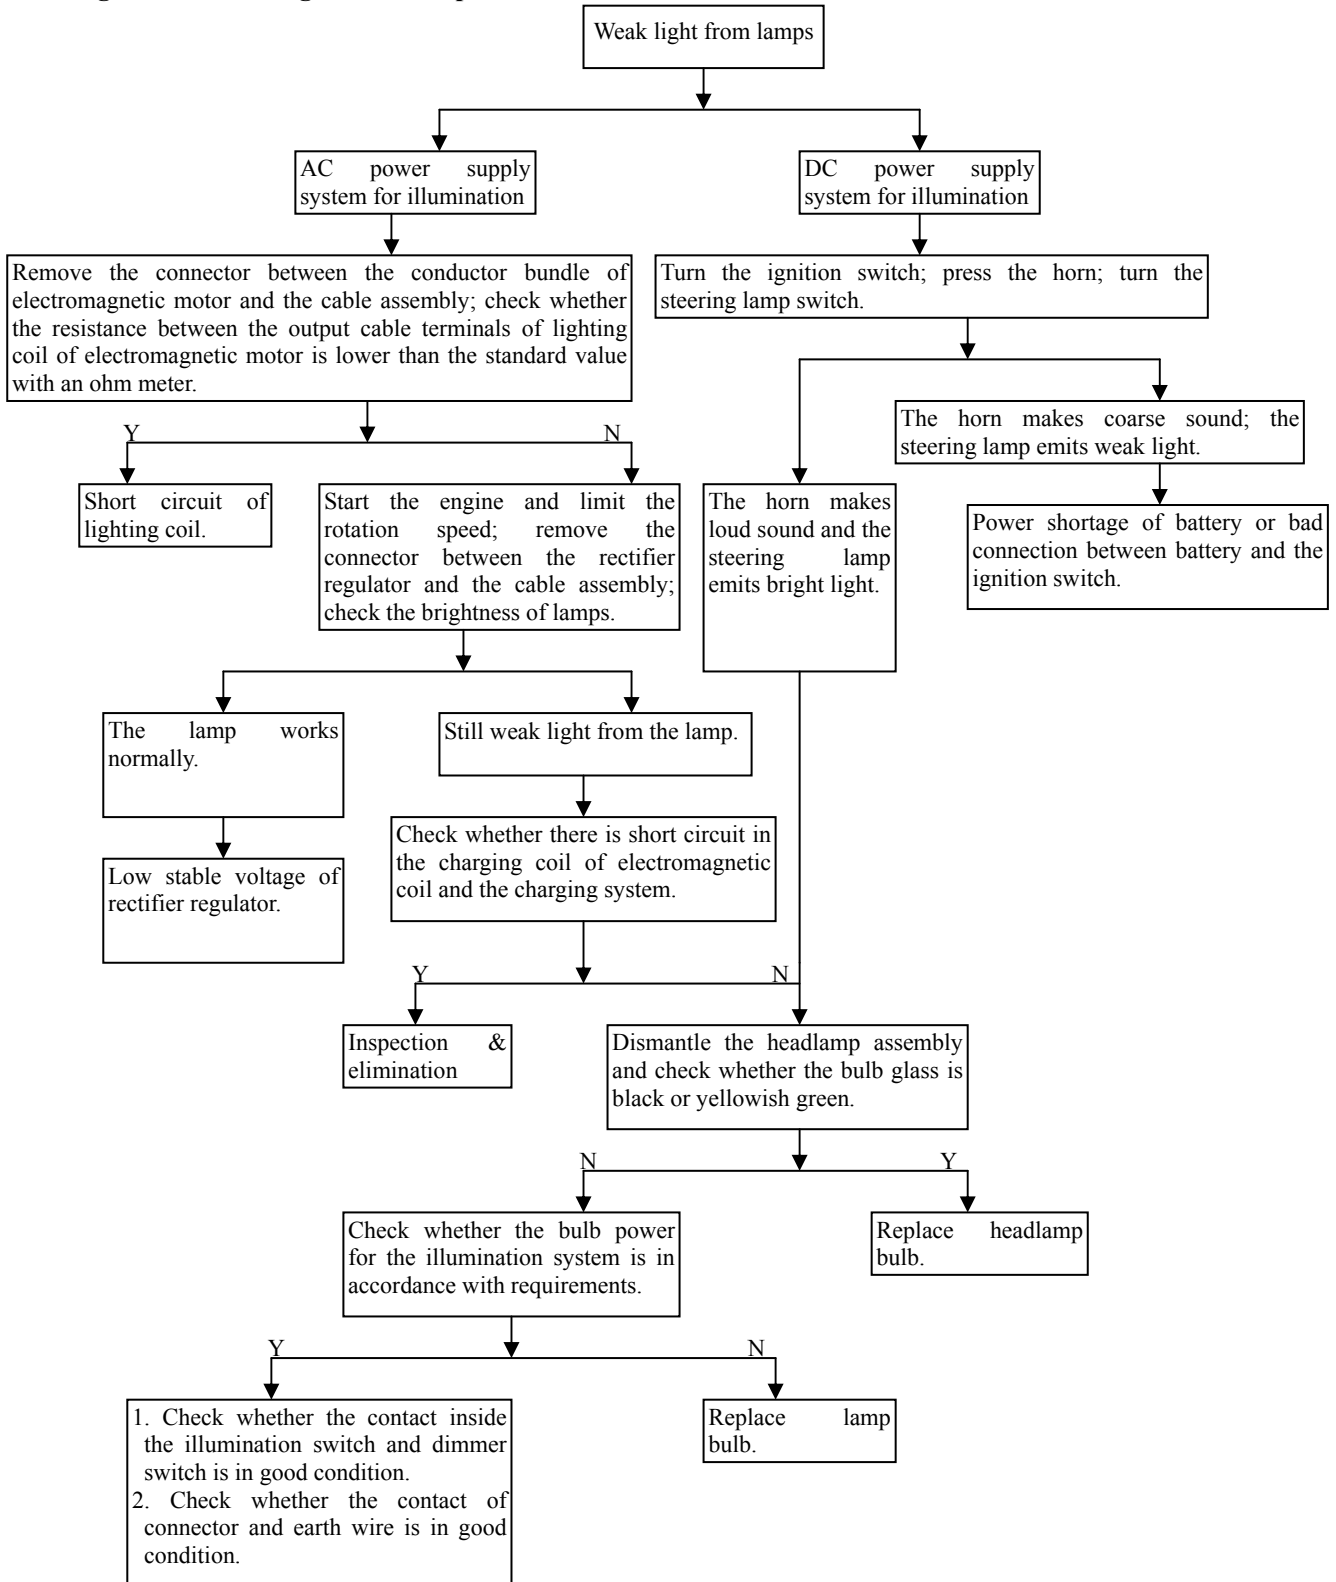 Weak light from lamps
AC power supply
system for illumination
DC power supply
system for illumination
Remove the connector between the conductor bundle of
electromagnetic motor and the cable assembly; check whether
the resistance between the output cable terminals of lighting
coil of electromagnetic motor is lower than the standard value
with an ohm meter.
Turn the ignition switch; press the horn; turn the
steering lamp switch.
Y
N
The horn makes coarse sound; the
steering lamp emits weak light.
Short circuit of
lighting coil.
Start the engine and limit the
rotation speed; remove the
connector between the rectifier
regulator and the cable assembly;
check the brightness of lamps.
The horn makes
loud sound and the
steering lamp
emits bright light.
Power shortage of battery or bad
connection between battery and the
ignition switch.
The lamp works
normally.
Still weak light from the lamp.
Check whether there is short circuit in
the charging coil of electromagnetic
coil and the charging system.
Low stable voltage of
rectifier regulator.
Y
N
Inspection &
elimination
Dismantle the headlamp assembly
and check whether the bulb glass is
black or yellowish green.
N
Y
Check whether the bulb power
for the illumination system is in
accordance with requirements.
Replace headlamp
bulb.
Y
N
1. Check whether the contact inside
the illumination switch and dimmer
switch is in good condition.
2. Check whether the contact of
connector and earth wire is in good
condition.
Replace lamp
bulb.